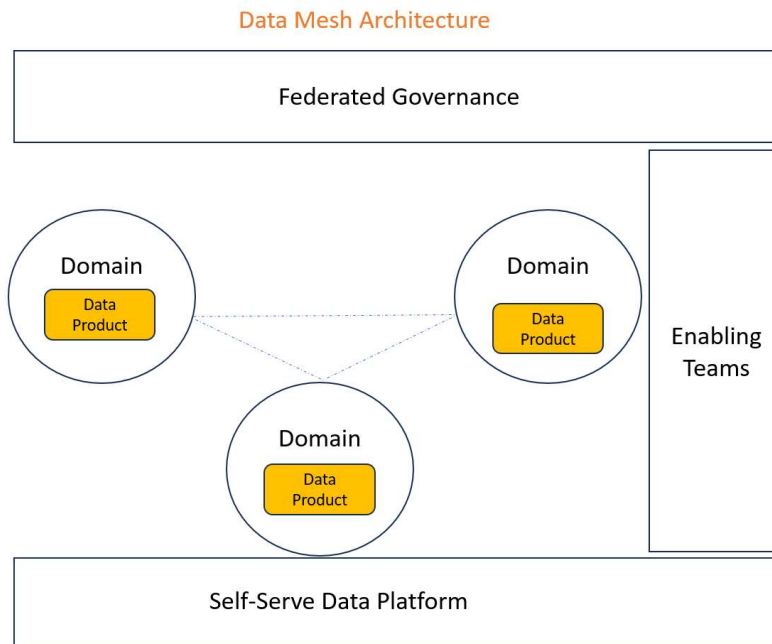 Data Mesh Architecture
Federated Governance
Domain
Data
Product
Domain
Data
Product
Enabling
Teams
Domain
Data
Product
Self-Serve Data Platform